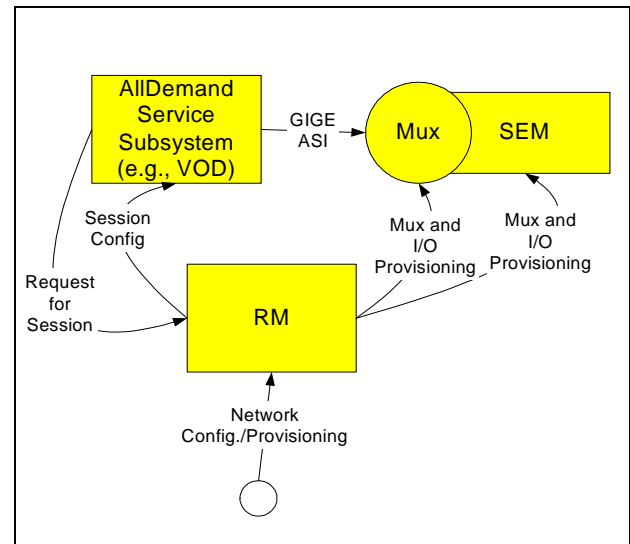 AllDemand
Service
Subsystem
(e.g., VOD)
GIGE
ASI
Mux
SEM
Session
Config
Mux and
I/O
Provisioning
Mux and
I/O
Provisioning
Request
for
Session
RM
Network
Config./Provisioning